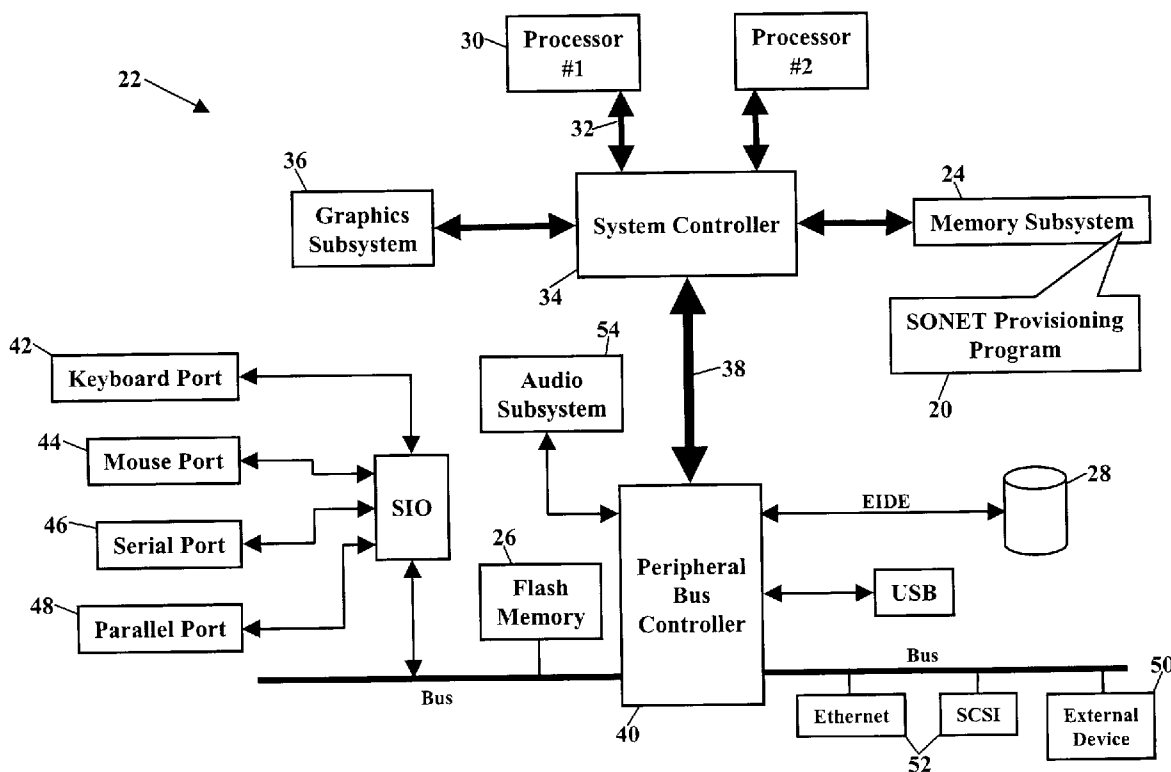 30
Processor
#1
Processor
#2
22
32
36
Graphics
Subsystem
System Controller
34
24
Memory Subsystem
SONET Provisioning
Program
20
38
54
Audio
Subsystem
42
Keyboard Port
44
Mouse Port
46
Serial Port
48
Parallel Port
SIO
26
Flash
Memory
Peripheral
Bus
Controller
40
EIDE
28
USB
Bus
Bus
Ethernet
SCSI
52
External
Device
50